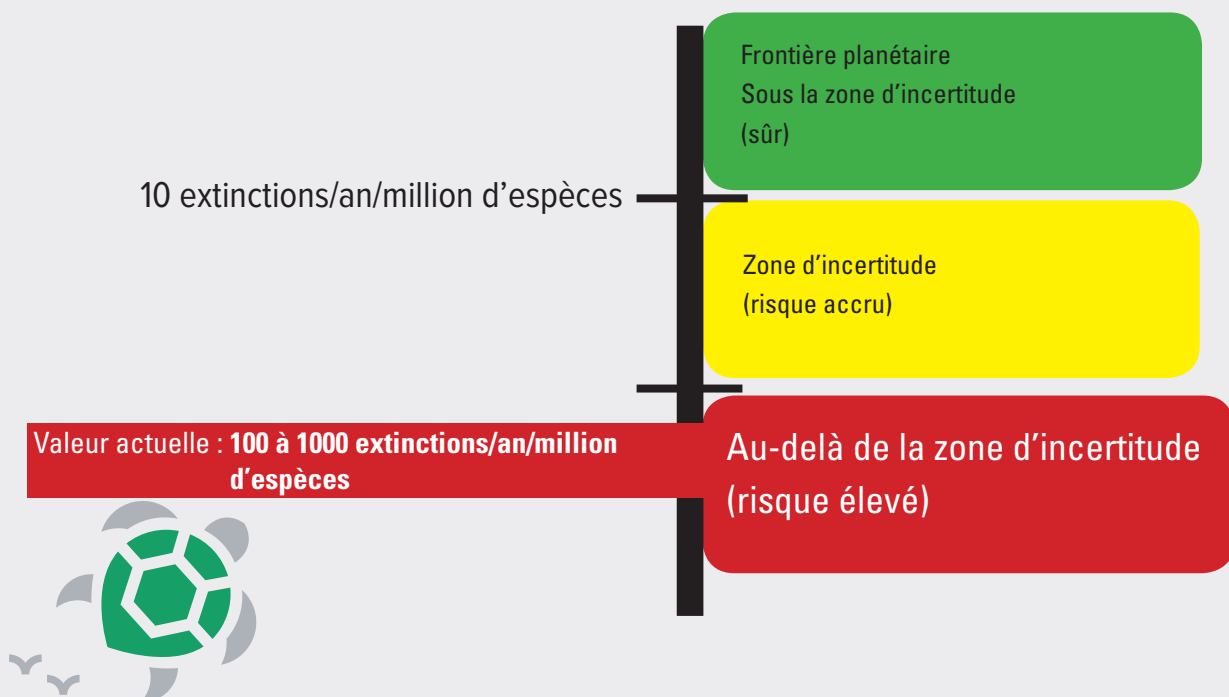 Frontière planétaire
Sous la zone d’incertitude
(sûr)
10 extinctions/an/million d’espèces
Zone d’incertitude
(risque accru)
Valeur actuelle : 100 à 1000 extinctions/an/million
d’espèces
Au-delà de la zone d’incertitude
(risque élevé)